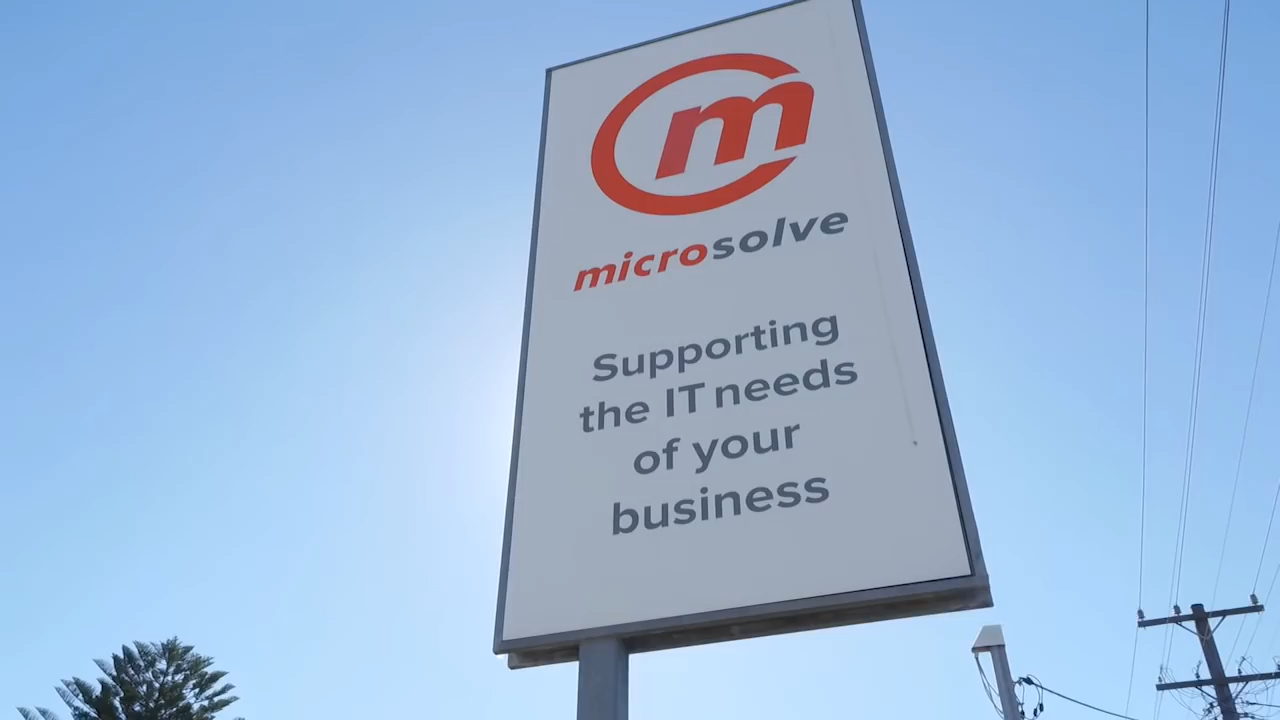 m
microsolve
Supporting
the IT needs
of your
business